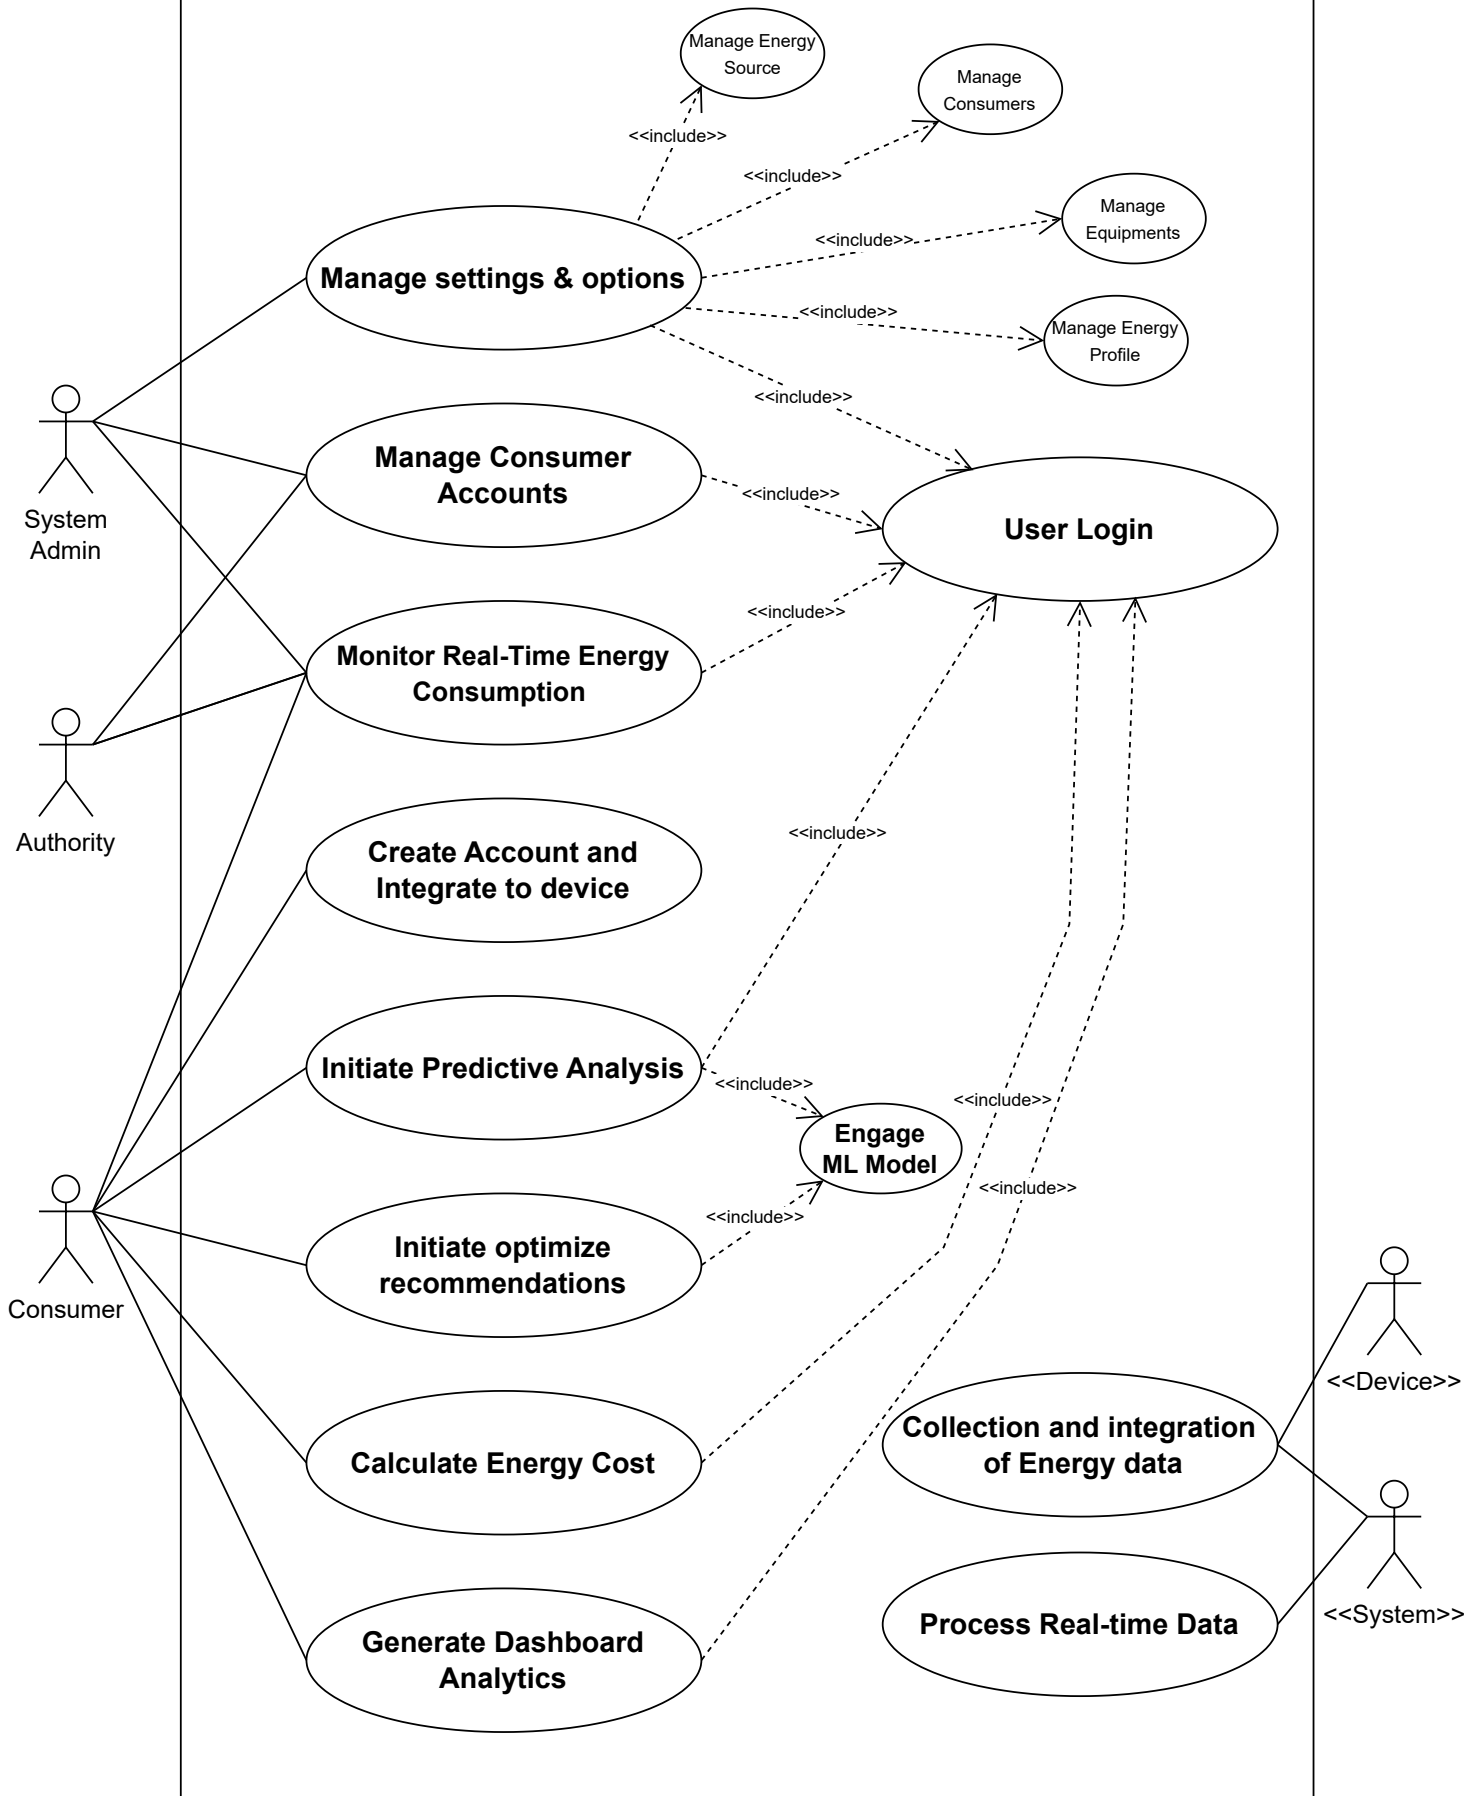 Manage Energy
Source
Manage
Consumers
<<include>>
<<include>>
Manage
Equipments
<<include>>
Manage settings & options
<<include>>
Manage Energy
Profile
<<include>>
System
Admin
Manage Consumer
Accounts
<<include>>
User Login
<<include>>
Monitor Real-Time Energy
Consumption
Authority
<<include>>
Create Account and
Integrate to device
Initiate Predictive Analysis
<<include>>
<<include>>
Engage
ML Model
<<include>>
<<include>>
Initiate optimize
recommendations
Consumer
<<Device>>
Collection and integration
of Energy data
Calculate Energy Cost
<<System>>
Process Real-time Data
Generate Dashboard
Analytics